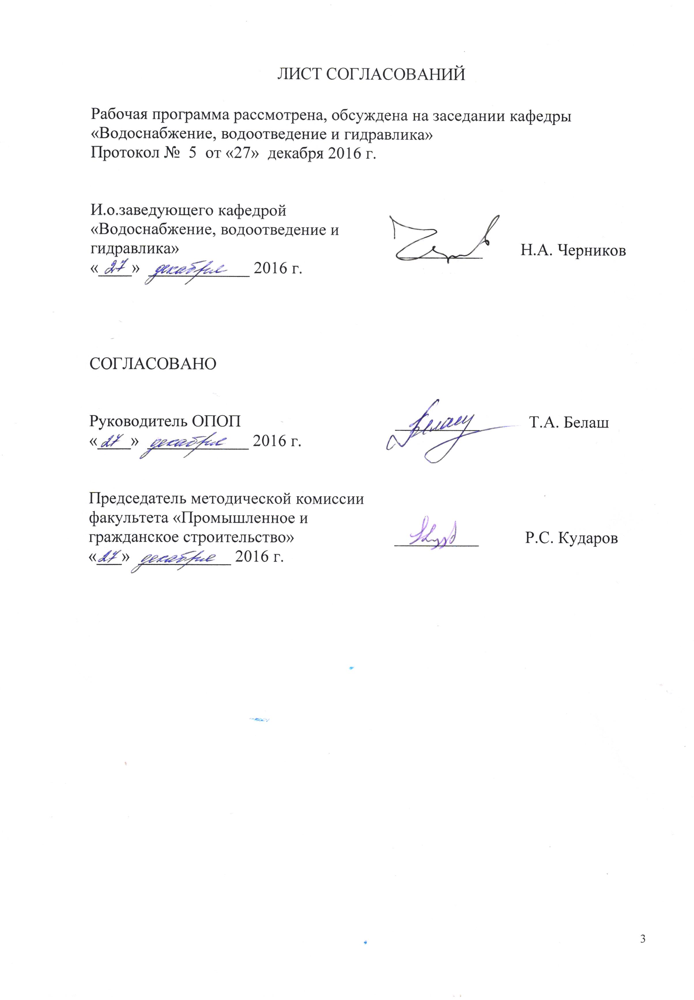 ЛИСТ СОГЛАСОВАНИЙ
Рабочая программа рассмотрена, обсуждена на заседании кафедры
«Водоснабжение, водоотведение и гидравлика»
Протокол № 5 от «27» декабря 2016 г.
И.о.заведующего кафедрой
«Водоснабжение, водоотведение и
гидравлика» Н.А. Черников
«27» декабря 2016 г.
СОГЛАСОВАНО
Руководитель ОПОП Т.А. Белаш
«27» декабря 2016 г.
Председатель методической комиссии
факультета «Промышленное и
гражданское строительство» Р.С. Кударов
«27» декабря 2016 г.
3